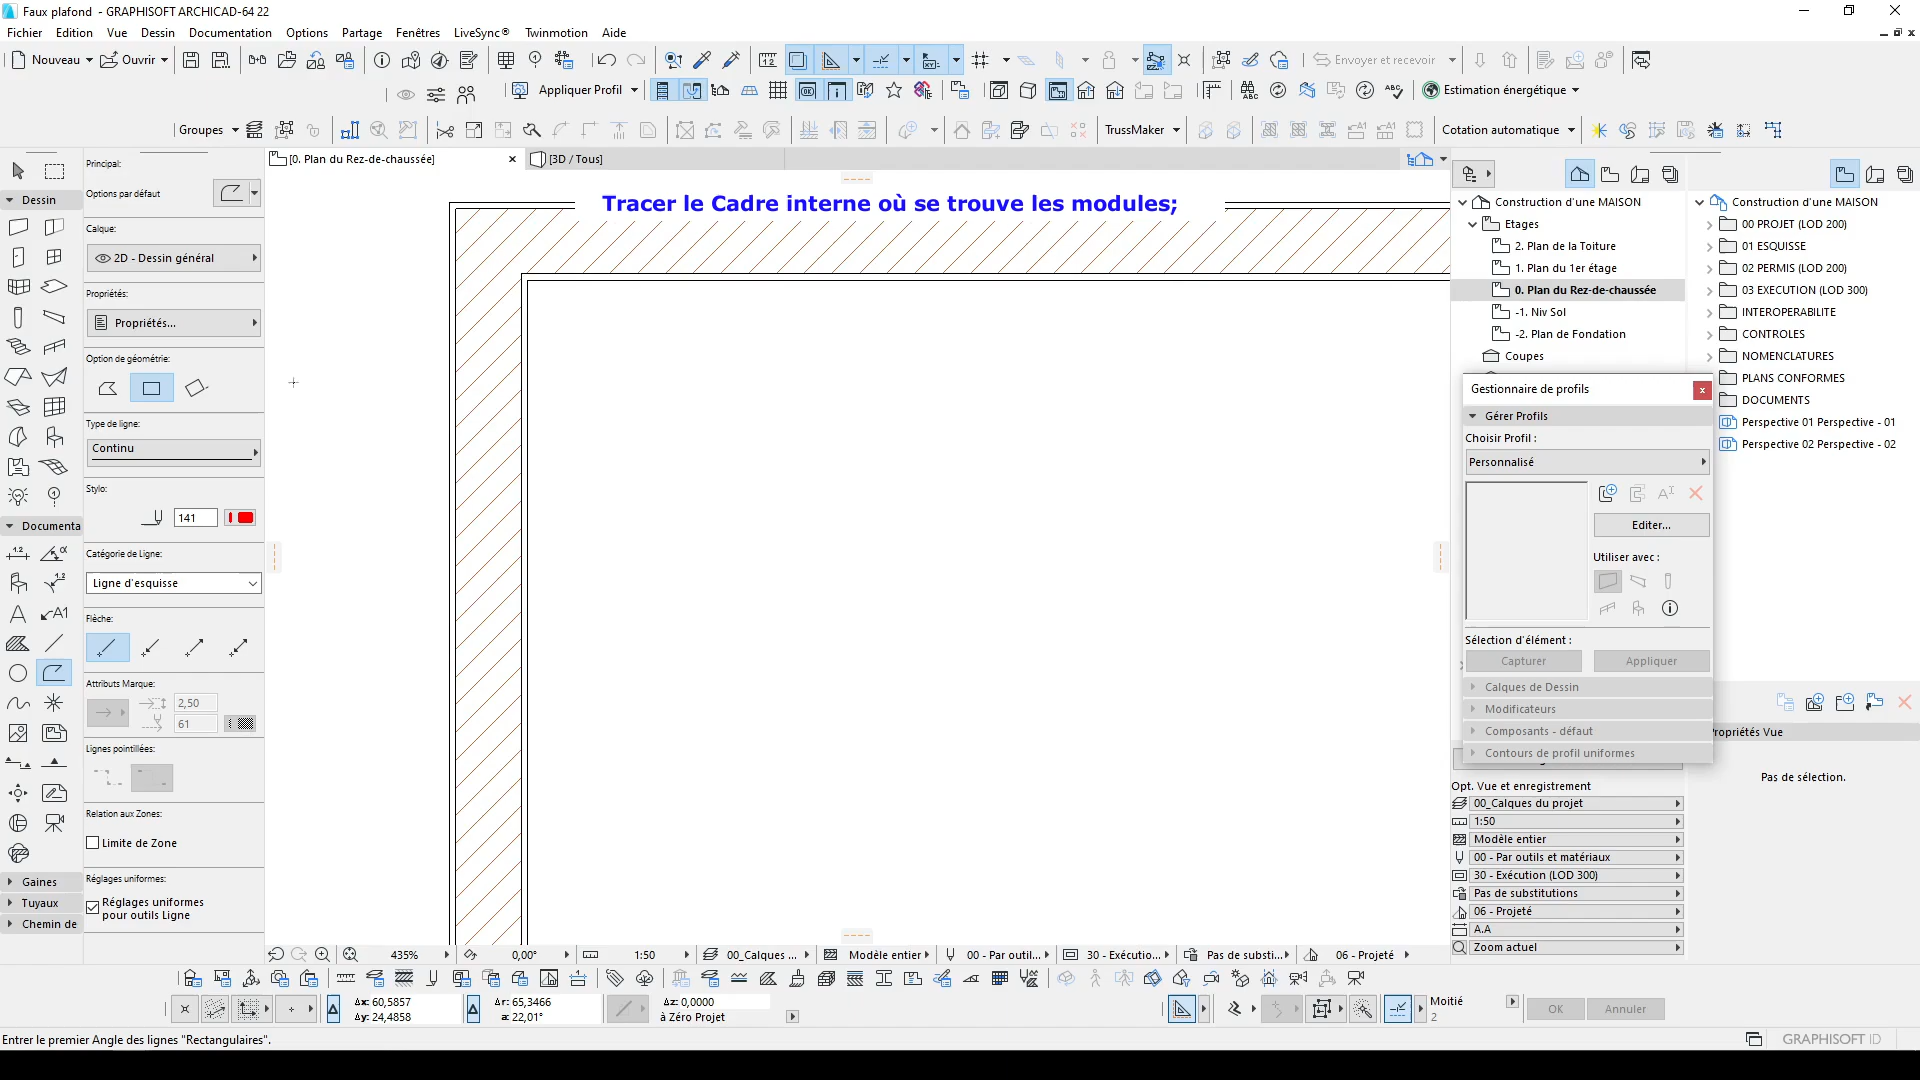 Faux plafond - GRAPHISOFT ARCHICAD-64 22
Fichier Edition Vue Dessin Documentation Options Partage Fenêtres LiveSync® Twinmotion Aide
Nouveau Ouvrir Envoyer et recevoir
Appliquer Profil Estimation énergétique
Groupes TrussMaker Cotation automatique
Principal:
Options par défaut
Calque:
2D - Dessin général
Propriétés:
Propriétés...
Option de géométrie:
Type de ligne:
Continu
Stylo:
141
Catégorie de Ligne:
Ligne d'esquisse
Flèche:
Attributs Marque:
2,50
61
Lignes pointillées:
Relation aux Zones:
Limite de Zone
Réglages uniformes:
Réglages uniformes
pour outils Ligne
Dessin
Documenta
Gaines
Tuyaux
Chemin de
[0. Plan du Rez-de-chaussée] [3D / Tous]
Tracer le Cadre interne où se trouve les modules;
Construction d'une MAISON
Etages
2. Plan de la Toiture
1. Plan du 1er étage
0. Plan du Rez-de-chaussée
-1. Niv Sol
-2. Plan de Fondation
Coupes
Construction d'une MAISON
00 PROJET (LOD 200)
01 ESQUISSE
02 PERMIS (LOD 200)
03 EXECUTION (LOD 300)
INTEROPERABILITE
CONTROLES
NOMENCLATURES
PLANS CONFORMES
DOCUMENTS
Perspective 01 Perspective - 01
Perspective 02 Perspective - 02
Gestionnaire de profils
Gérer Profils
Choisir Profil :
Personnalisé
Editer...
Utiliser avec :
Sélection d'élément :
Capturer Appliquer
Calques de Dessin
Modificateurs
Composants - défaut
Contours de profil uniformes
Propriétés Vue
Pas de sélection.
Opt. Vue et enregistrement
00_Calques du projet
1:50
Modèle entier
00 - Par outils et matériaux
30 - Exécution (LOD 300)
Pas de substitutions
06 - Projeté
A.A
Zoom actuel
435% 0,00° 1:50 00_Calques ... Modèle entier 00 - Par outil... 30 - Exécutio... Pas de substi... 06 - Projeté
Δx: 60,5857 Δr: 65,3466 Δz: 0,0000
Δy: 24,4858 a: 22,01° à Zéro Projet
Moitié
2
OK Annuler
Entrer le premier Angle des lignes "Rectangulaires".
GRAPHISOFT ID